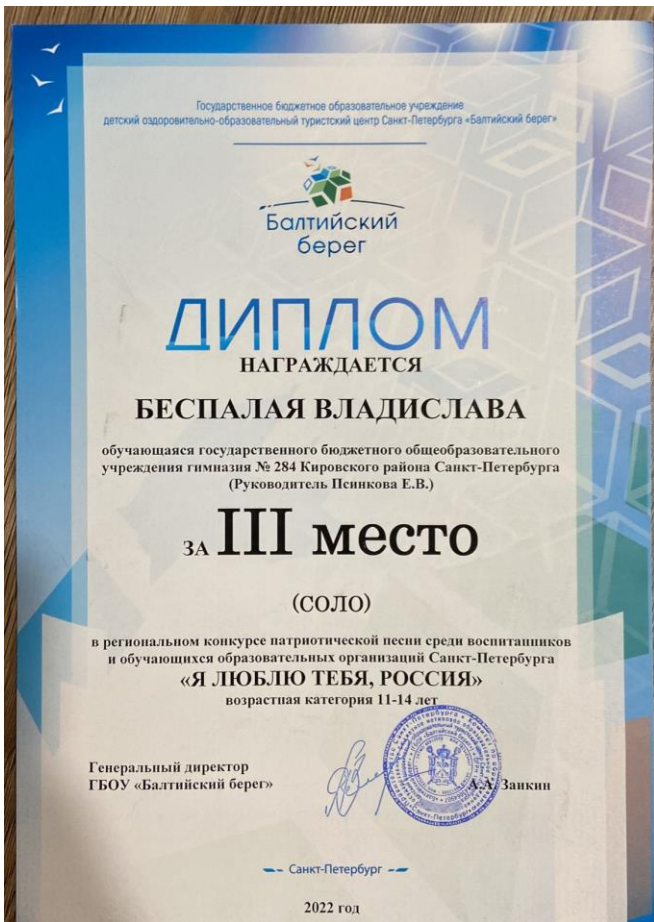 Государственное бюджетное образовательное учреждение
детский оздоровительно-образовательный туристский центр Санкт-Петербурга «Балтийский берег»
Балтийский
берег
ДИПЛОМ
НАГРАЖДАЕТСЯ
БЕСПАЛАЯ ВЛАДИСЛАВА
обучающаяся государственного бюджетного общеобразовательного
учреждения гимназия № 284 Кировского района Санкт-Петербурга
(Руководитель Псинкова Е.В.)
ЗА III место
(СОЛО)
в региональном конкурсе патриотической песни среди воспитанников
и обучающихся образовательных организаций Санкт-Петербурга
«Я ЛЮБЛЮ ТЕБЯ, РОССИЯ»
возрастная категория 11-14 лет
Генеральный директор
ГБОУ «Балтийский берег»
А.А. Заикин
Санкт-Петербург
2022 год